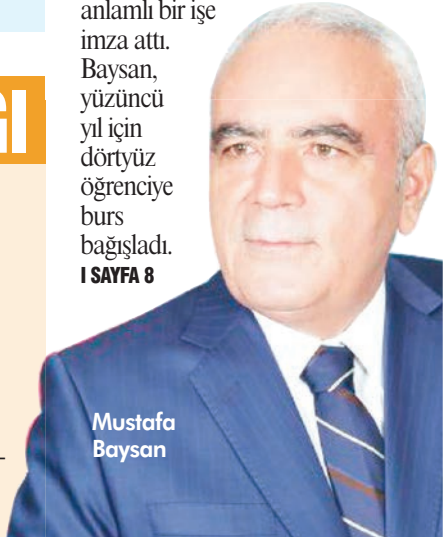 anlamlı bir işe
imza attı.
Baysan,
yüzüncü
yıl için
dörtyüz
öğrenciye
burs
bağışladı.
I SAYFA 8
Mustafa
Baysan